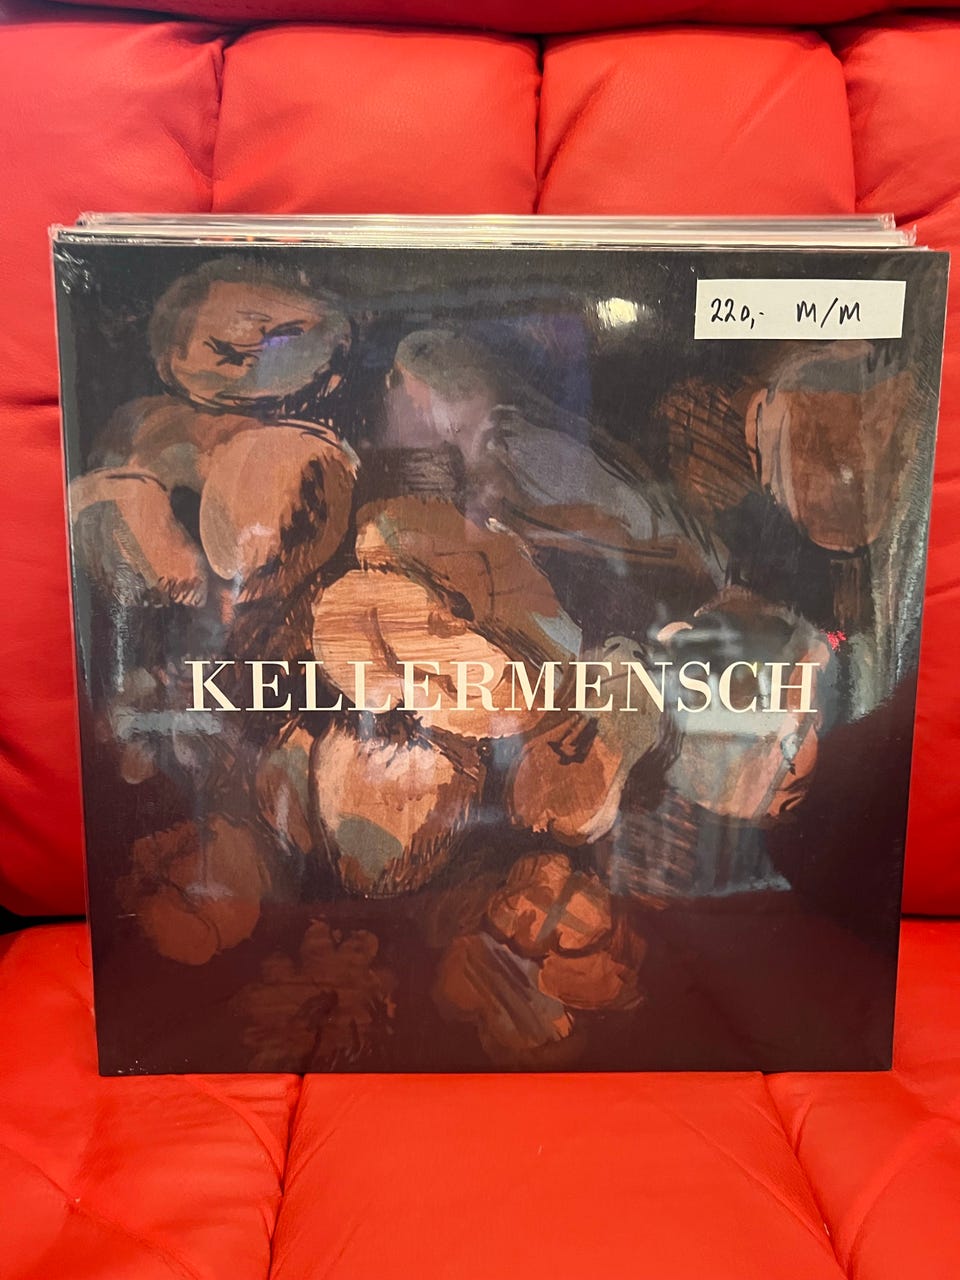 220,- M/M
KELLERMENSCH